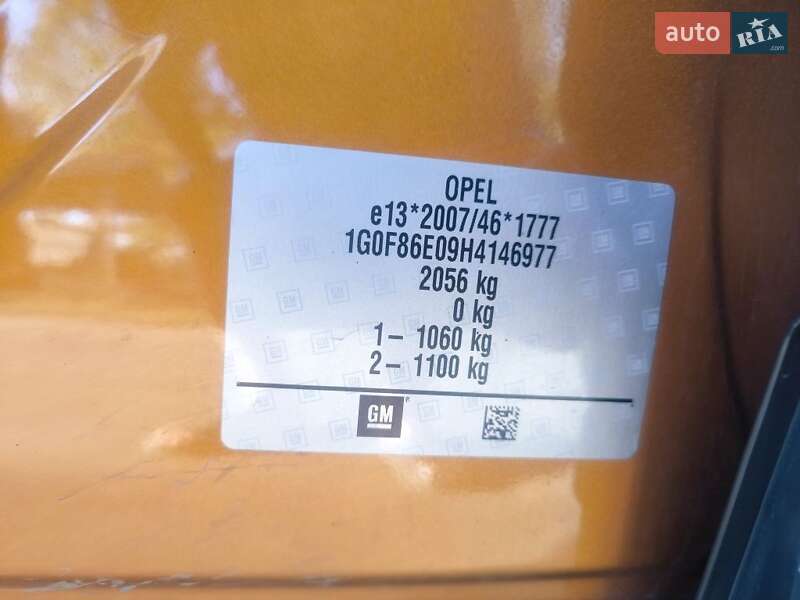 auto RIA
.com
OPEL
e13*2007/46*1777
1G0F86E09H4146977
2056 kg
0 kg
1– 1060 kg
2– 1100 kg
GM